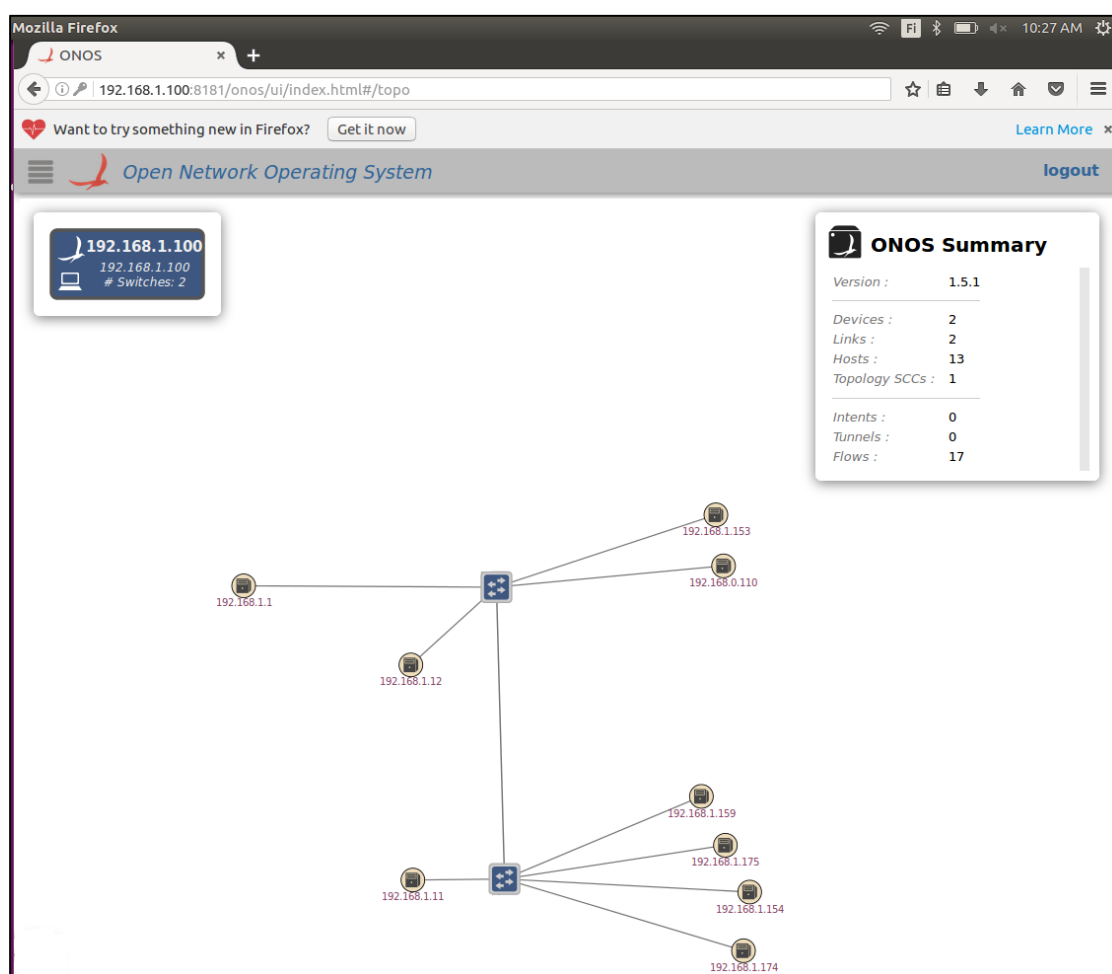 Mozilla Firefox
Fi
10:27 AM
ONOS
192.168.1.100:8181/onos/ui/index.html#/topo
Want to try something new in Firefox? Get it now
Learn More
Open Network Operating System
logout
192.168.1.100
192.168.1.100
# Switches: 2
ONOS Summary
Version : 1.5.1
Devices : 2
Links : 2
Hosts : 13
Topology SCCs : 1
Intents : 0
Tunnels : 0
Flows : 17
192.168.1.153
192.168.0.110
192.168.1.1
192.168.1.12
192.168.1.159
192.168.1.175
192.168.1.11
192.168.1.154
192.168.1.174